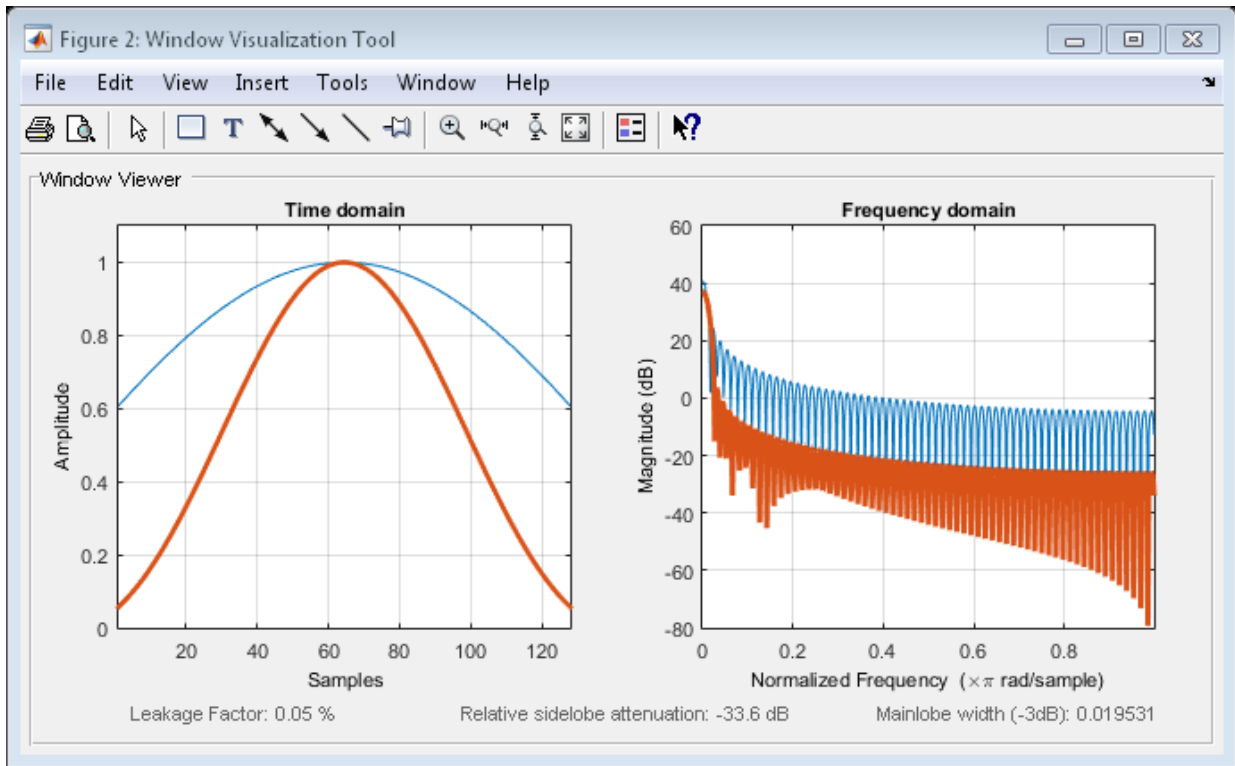 Figure 2: Window Visualization Tool
File Edit View Insert Tools Window Help
T ?
Window Viewer
Time domain
1
0.8
0.6
0.4
0.2
0
Amplitude
20 40 60 80 100 120
Samples
Frequency domain
60
40
20
0
-20
-40
-60
-80
Magnitude (dB)
0 0.2 0.4 0.6 0.8
Normalized Frequency (×π rad/sample)
Leakage Factor: 0.05 % Relative sidelobe attenuation: -33.6 dB Mainlobe width (-3dB): 0.019531